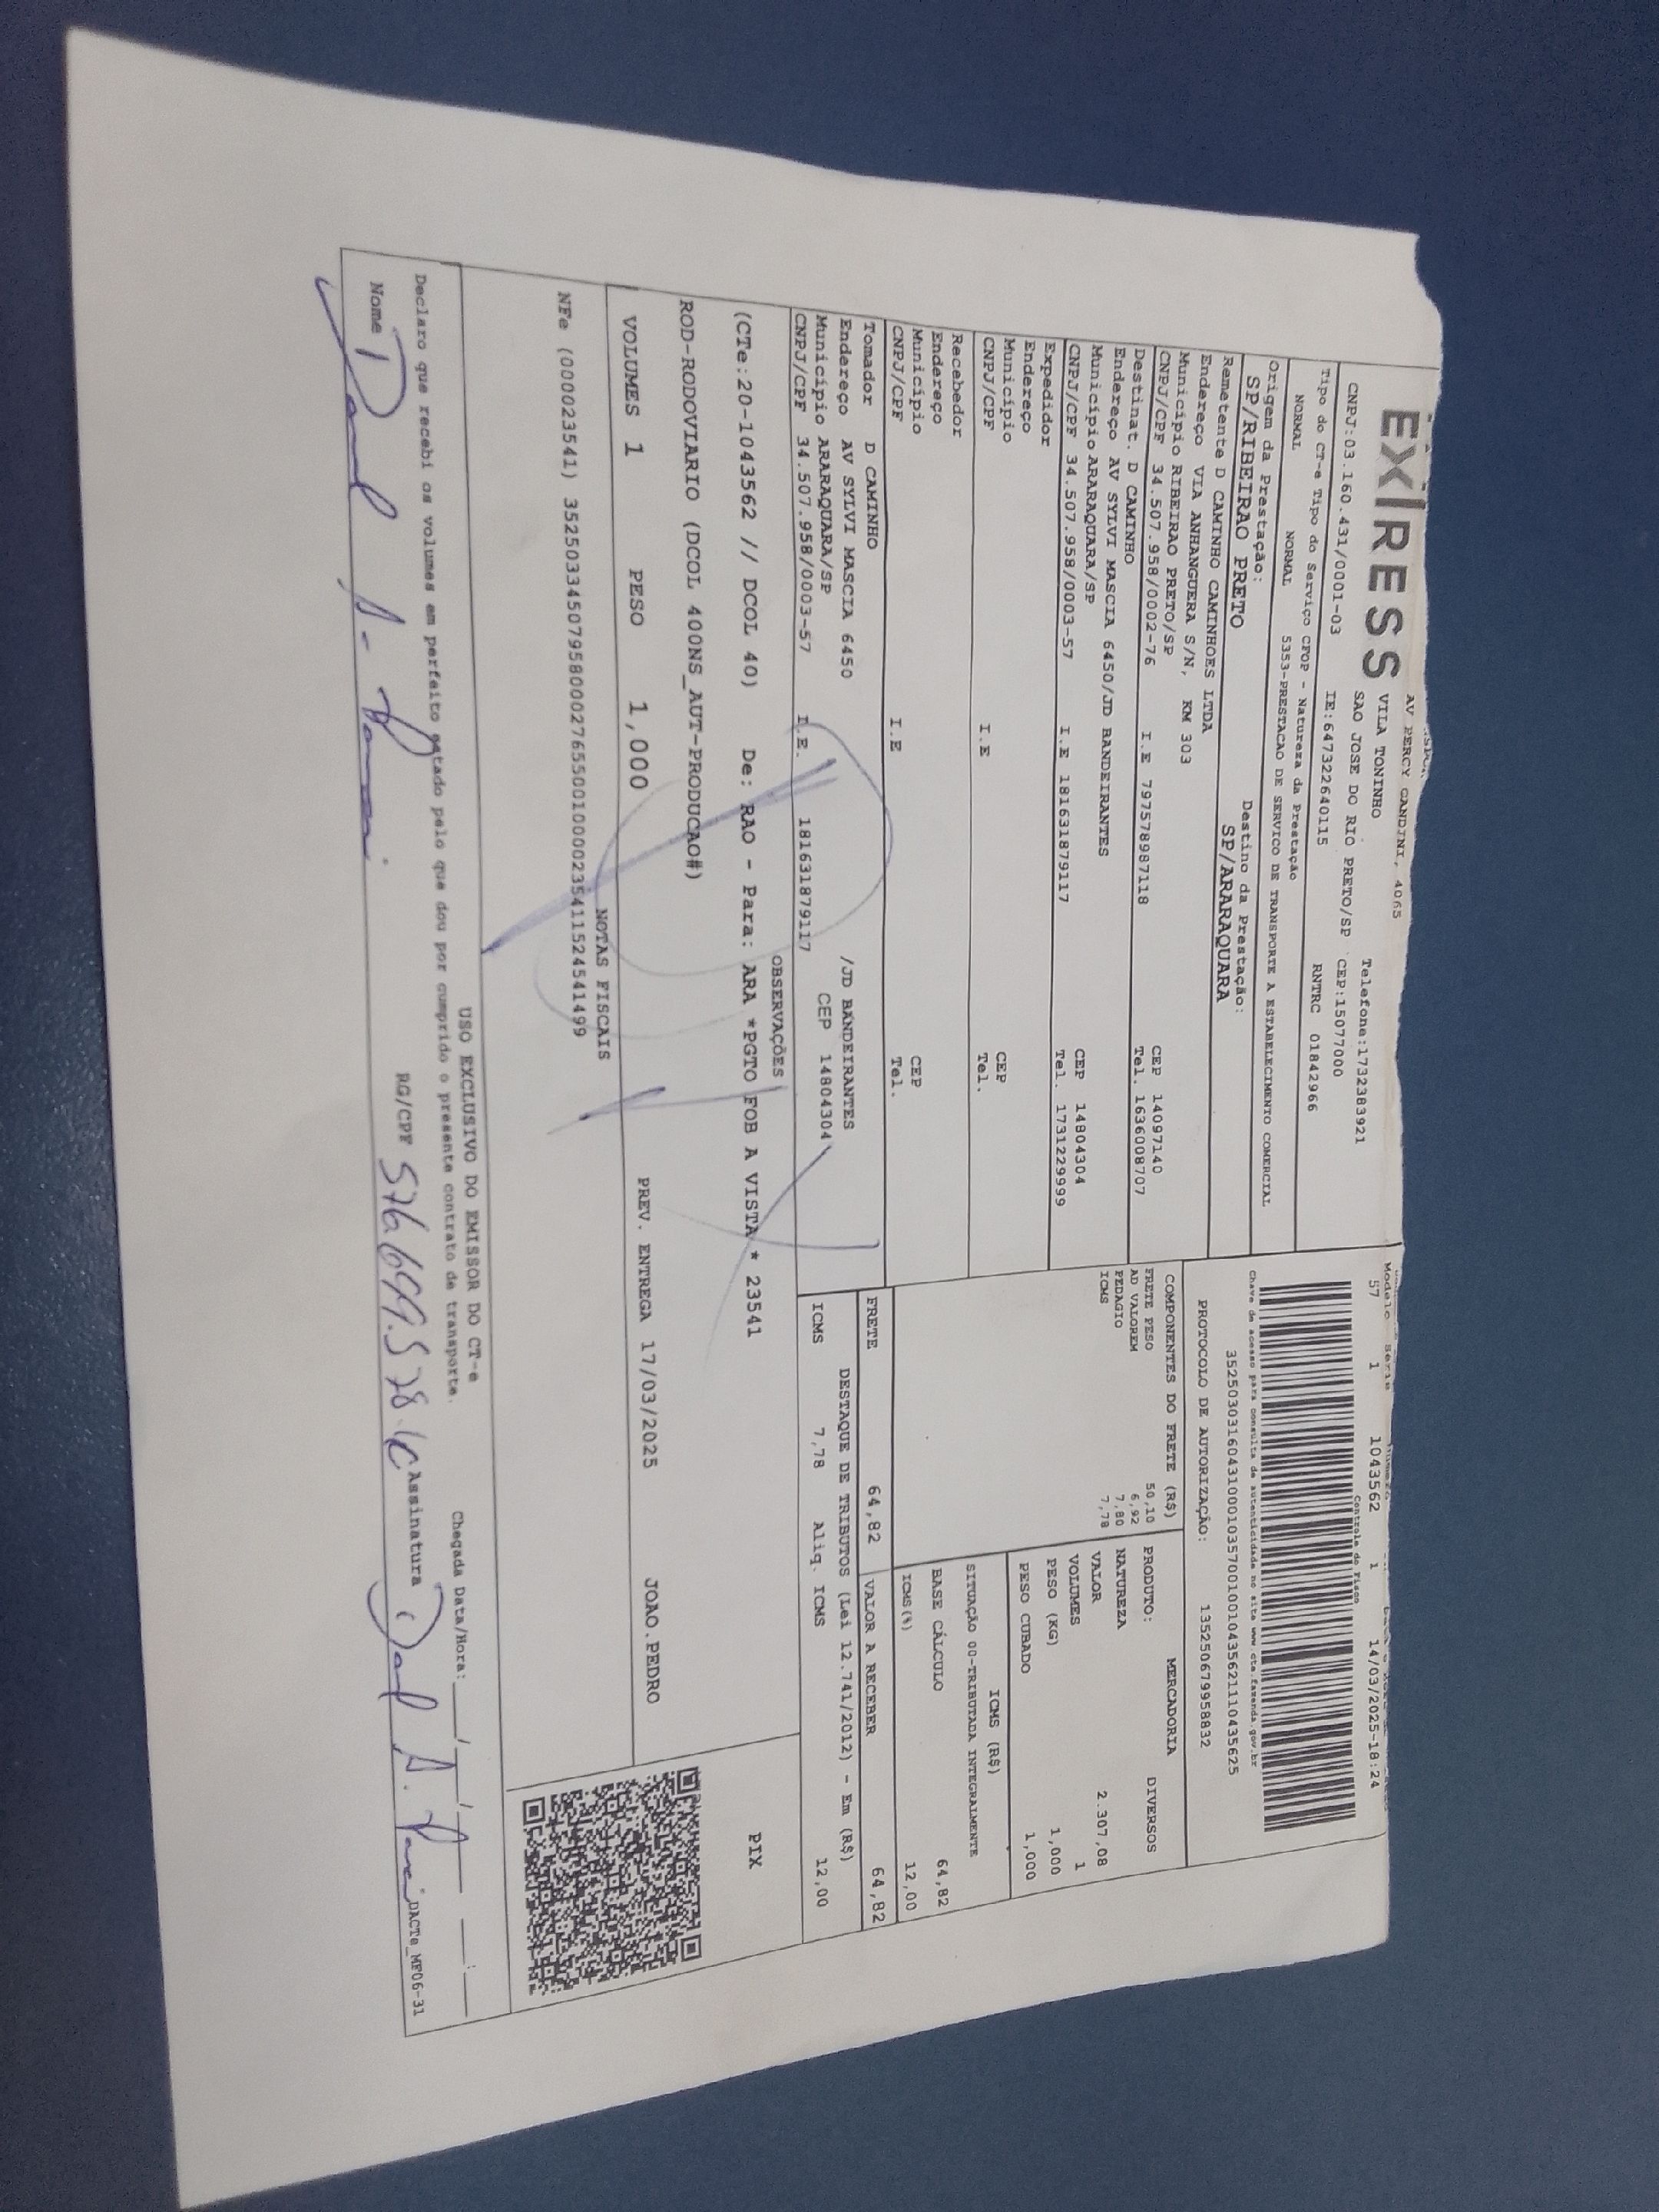 EXPRESS
AV PERCY GANDINI, 4065
VILA TONINHO Telefone:1732383921
SAO JOSE DO RIO PRETO/SP CEP:15077000
CNPJ:03.160.431/0001-03 IE:647322640115 RNTRC 01842966
Tipo do CT-e Tipo do Serviço CFOP - Natureza da Prestação
NORMAL NORMAL 5353-PRESTACAO DE SERVICO DE TRANSPORTE A ESTABELECIMENTO COMERCIAL
Origem da Prestação: Destino da Prestação:
SP/RIBEIRAO PRETO SP/ARARAQUARA
Remetente D CAMINHO CAMINHOES LTDA
Endereço VIA ANHANGUERA S/N, KM 303
Município RIBEIRAO PRETO/SP CEP 14097140
CNPJ/CPF 34.507.958/0002-76 I.E 797578987118 Tel. 1636008707
Destinat. D CAMINHO
Endereço AV SYLVI MASCIA 6450/JD BANDEIRANTES
Município ARARAQUARA/SP CEP 14804304
CNPJ/CPF 34.507.958/0003-57 I.E 181631879117 Tel. 1731229999
Expedidor
Endereço
Município CEP
CNPJ/CPF I.E Tel.
Recebedor
Endereço
Município CEP
CNPJ/CPF I.E Tel.
Tomador D CAMINHO
Endereço AV SYLVI MASCIA 6450 /JD BANDEIRANTES
Município ARARAQUARA/SP CEP 14804304
CNPJ/CPF 34.507.958/0003-57 I.E. 181631879117
Modelo Serie
57 1 1043562 1 14/03/2025-18:24
Controle do Fisco
Chave de acesso para consulta de autenticidade no site www.cte.fazenda.gov.br
35250303160431000103570010010435621110435625
PROTOCOLO DE AUTORIZAÇÃO: 135250679958832
COMPONENTES DO FRETE (R$)
FRETE PESO 50,10
AD VALOREM 6,92
PEDAGIO 7,80
ICMS 7,78
MERCADORIA
PRODUTO: DIVERSOS
NATUREZA
VALOR 2.307,08
VOLUMES 1
PESO (KG) 1,000
PESO CUBADO 1,000
ICMS (R$)
SITUAÇÃO 00-TRIBUTADA INTEGRALMENTE
BASE CÁLCULO 64,82
ICMS(%) 12,00
FRETE 64,82 VALOR A RECEBER 64,82
DESTAQUE DE TRIBUTOS (Lei 12.741/2012) - Em (R$)
ICMS 7,78 Aliq. ICMS 12,00
OBSERVAÇÕES
(CTe:20-1043562 // DCOL 40) De: RAO - Para: ARA *PGTO FOB A VISTA * 23541
ROD-RODOVIARIO (DCOL 400NS_AUT-PRODUCAO#)
PIX
VOLUMES 1 PESO 1,000 PREV. ENTREGA 17/03/2025 JOAO.PEDRO
NOTAS FISCAIS
NFe (000023541) 35250334507958000276550010000235411524541499
USO EXCLUSIVO DO EMISSOR DO CT-e
Declaro que recebi os volumes em perfeito estado pelo que dou por cumprido o presente contrato de transporte. Chegada Data/Hora: ___/___/___ ___:___
Nome RG/CPF 576.699.578 Assinatura
DACTe_MF06-31